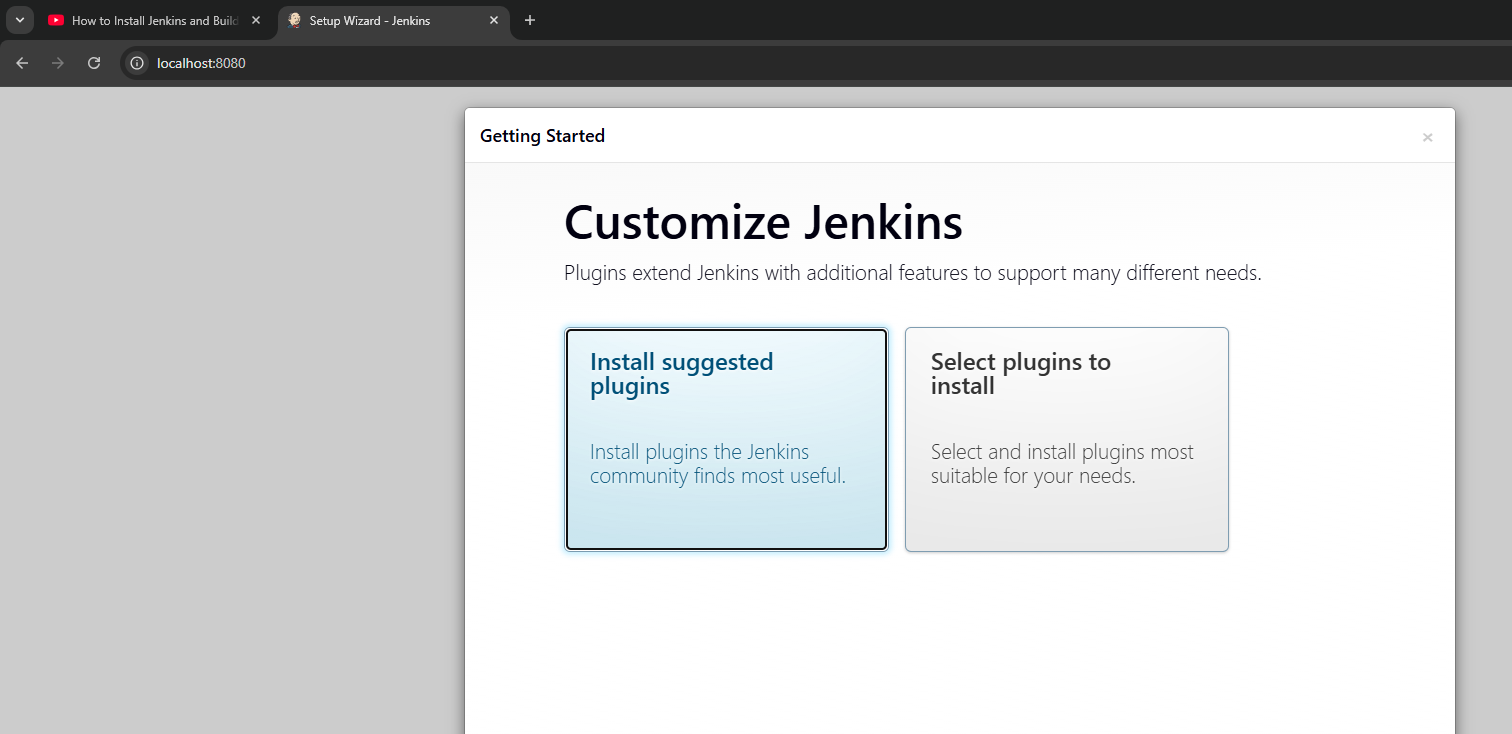 How to Install Jenkins and Build
Setup Wizard - Jenkins
localhost:8080
Getting Started
Customize Jenkins
Plugins extend Jenkins with additional features to support many different needs.
Install suggested
plugins
Install plugins the Jenkins
community finds most useful.
Select plugins to
install
Select and install plugins most
suitable for your needs.